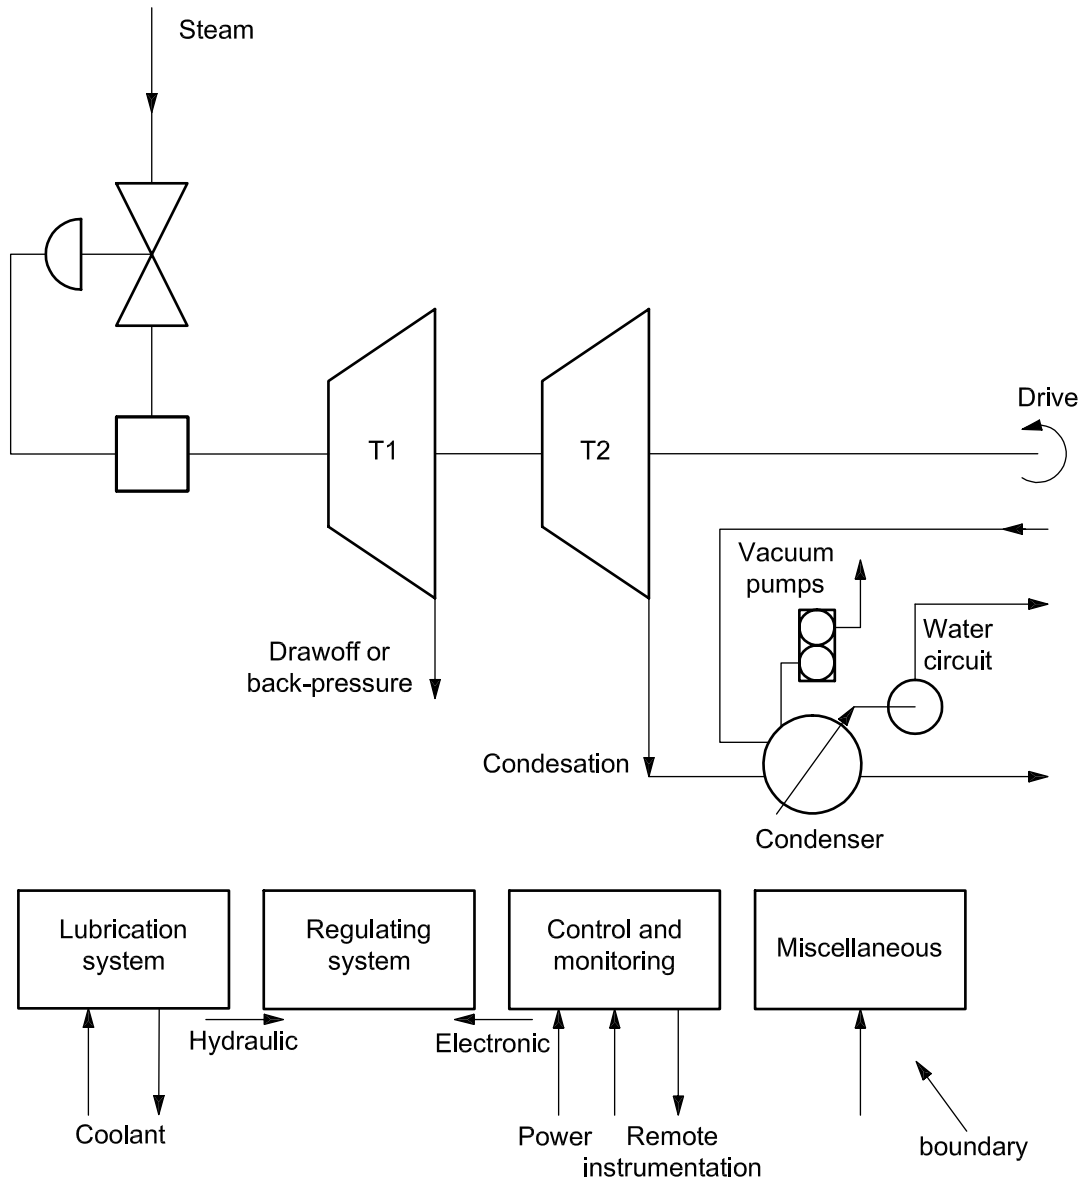 Steam
Drive
T1
T2
Vacuum
pumps
Water
circuit
Drawoff or
back-pressure
Condesation
Condenser
Lubrication
system
Regulating
system
Control and
monitoring
Miscellaneous
Hydraulic
Electronic
Coolant
Power
Remote
instrumentation
boundary